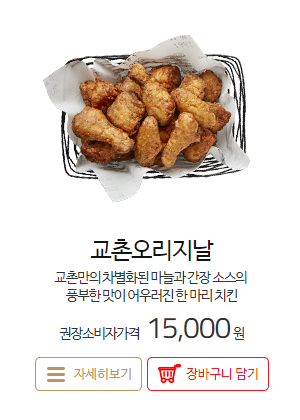 교촌오리지날
교촌만의 차별화된 마늘과 간장 소스의
풍부한 맛이 어우러진 한 마리 치킨
권장소비자가격 15,000원
자세히보기
장바구니 담기